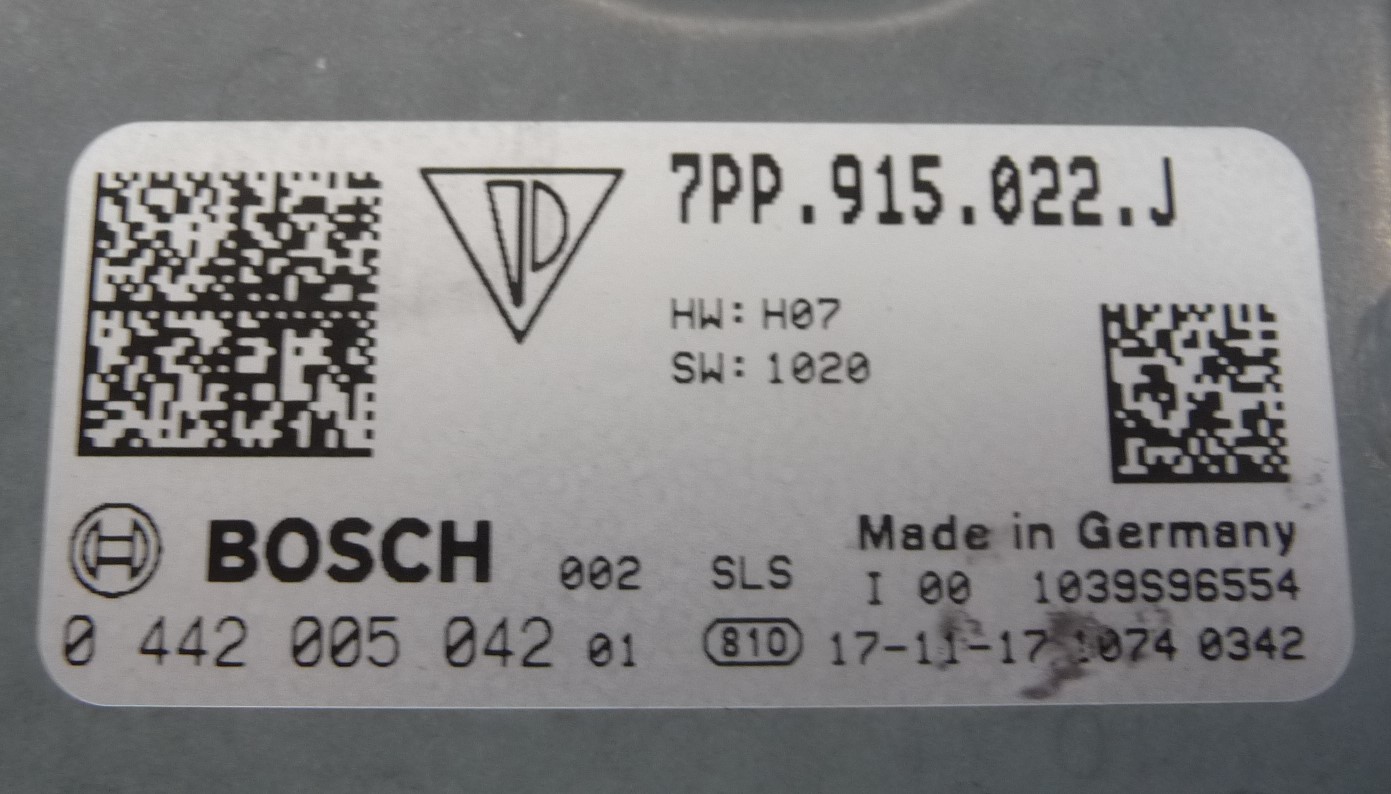 7PP.915.022.J
HW: H07
SW: 1020
BOSCH 002 SLS
Made in Germany
I 00 1039S96554
0 442 005 042 01 810 17-11-17 1074 0342